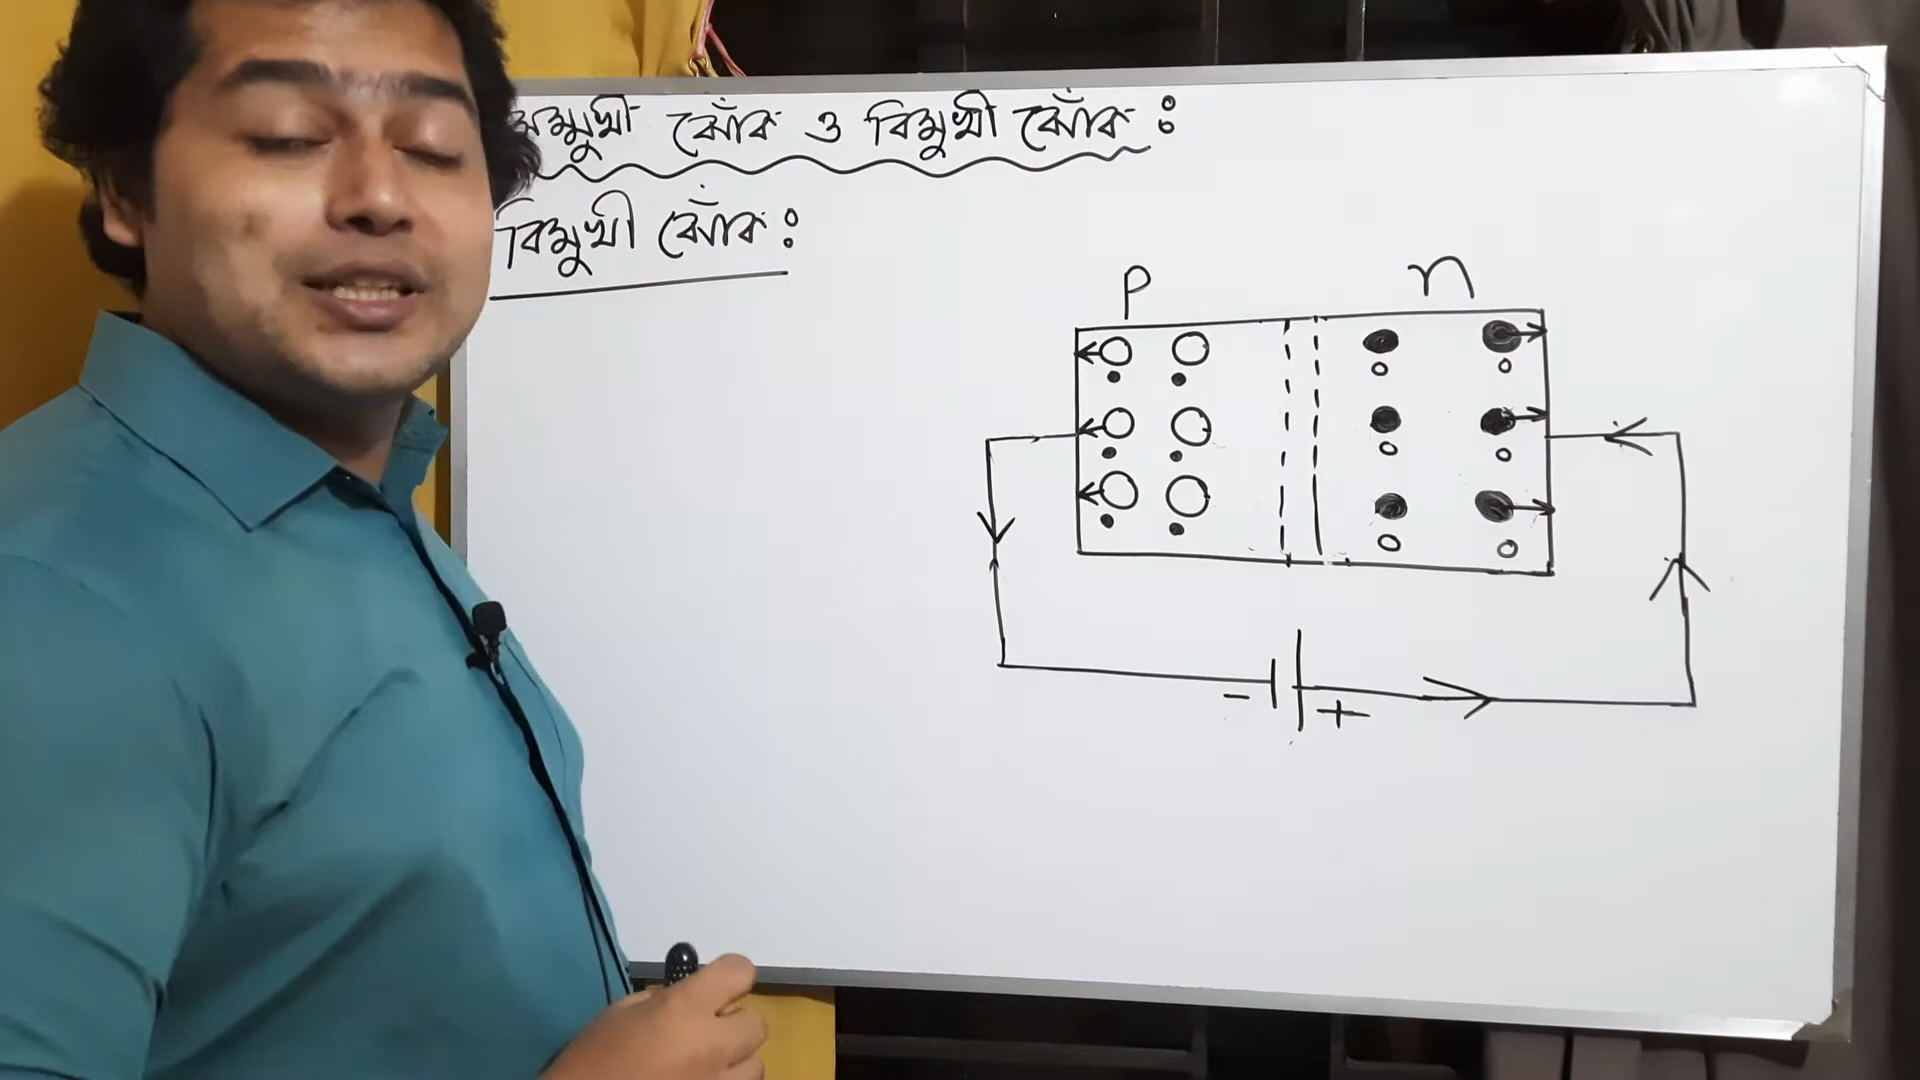 সম্মুখী ঝোঁক ও বিমুখী ঝোঁক :
বিমুখী ঝোঁক :
P n
- +